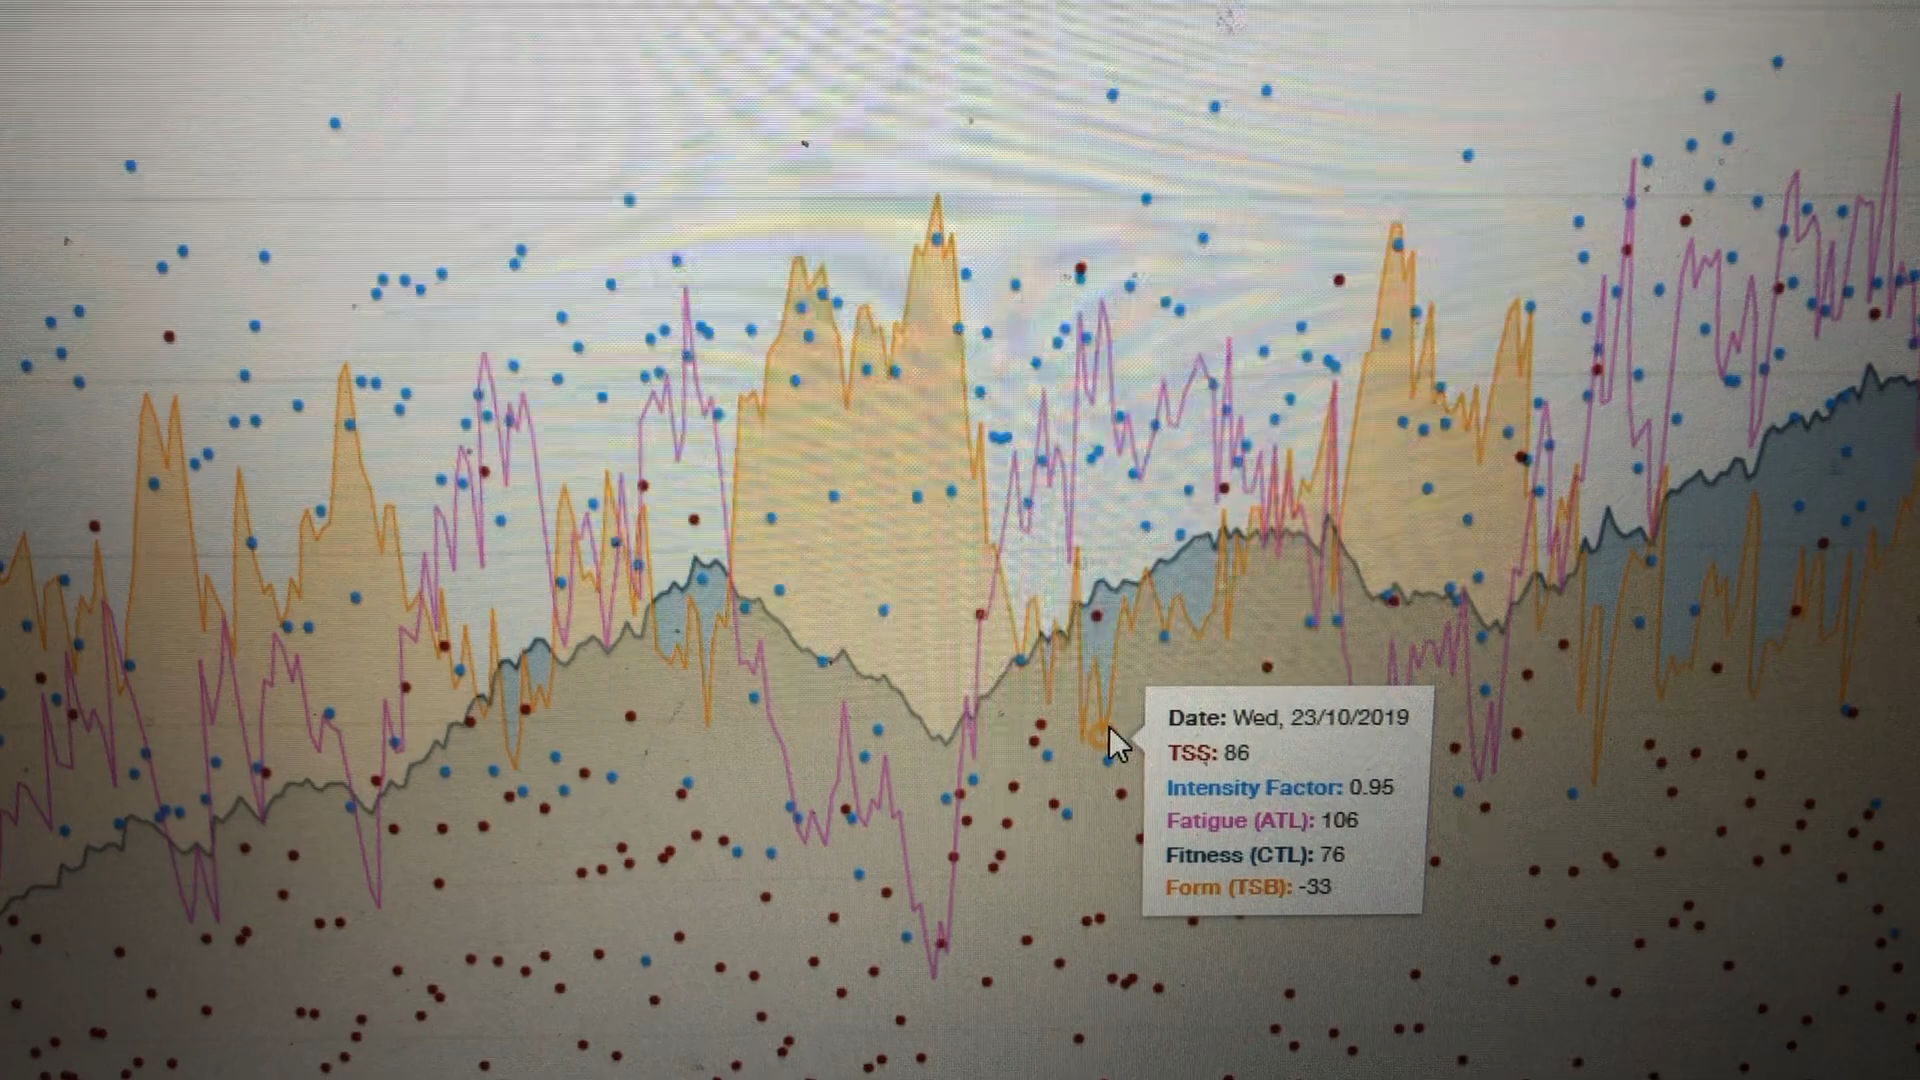 Date: Wed, 23/10/2019
TSS: 86
Intensity Factor: 0.95
Fatigue (ATL): 106
Fitness (CTL): 76
Form (TSB): -33